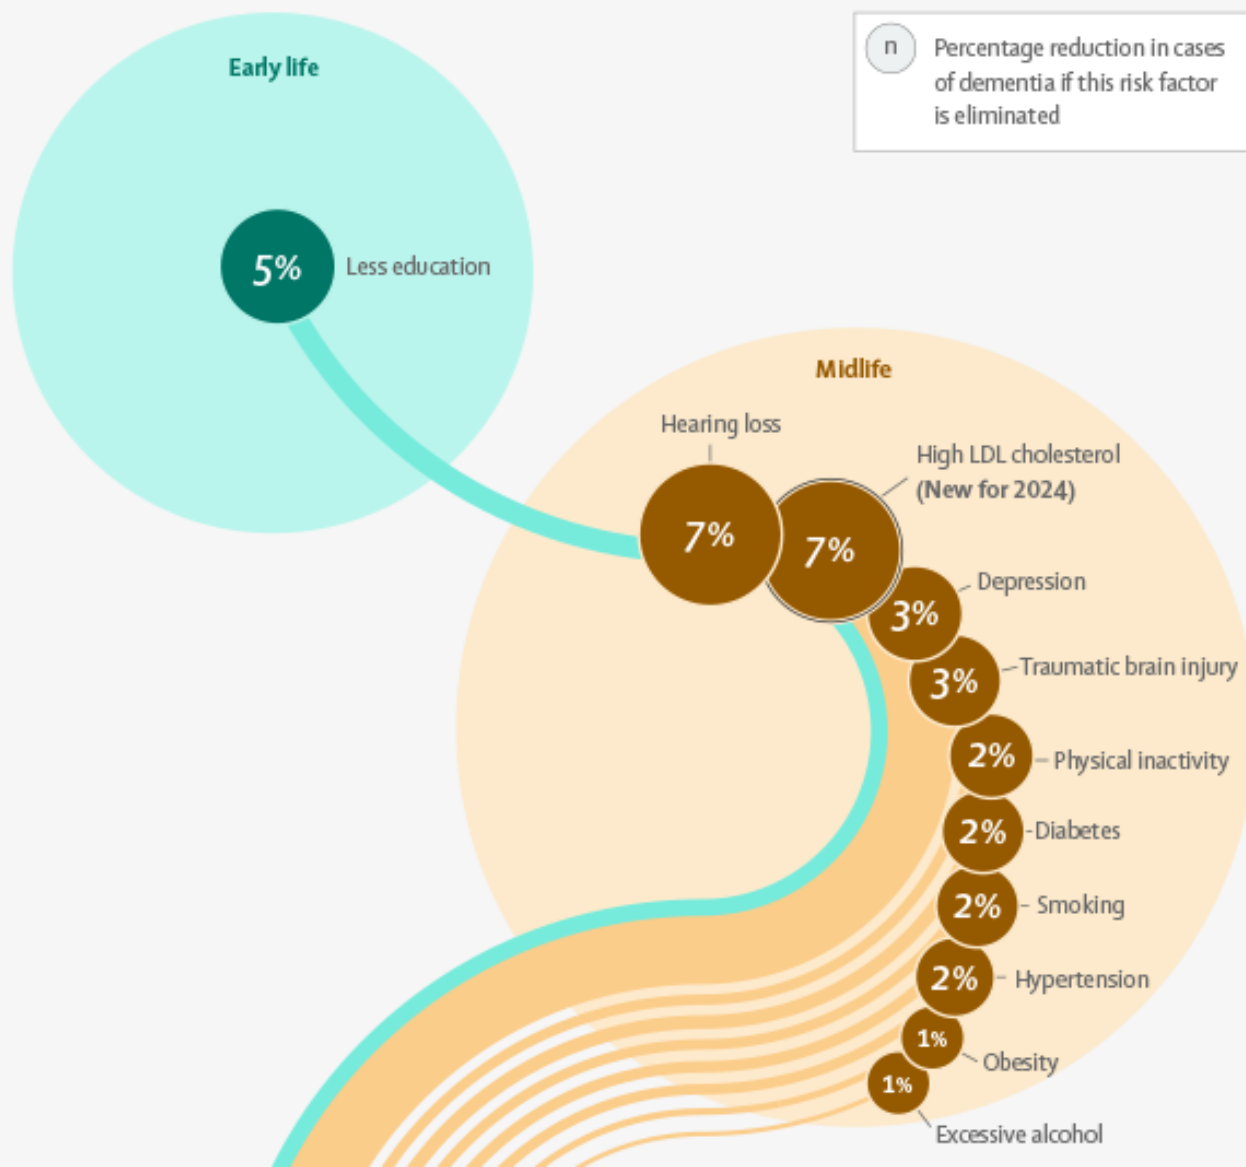 Early life
n
Percentage reduction in cases
of dementia if this risk factor
is eliminated
5%
Less education
Midlife
Hearing loss
7%
High LDL cholesterol
(New for 2024)
7%
Depression
3%
Traumatic brain injury
3%
Physical inactivity
2%
Diabetes
2%
Smoking
2%
Hypertension
2%
Obesity
1%
Excessive alcohol
1%